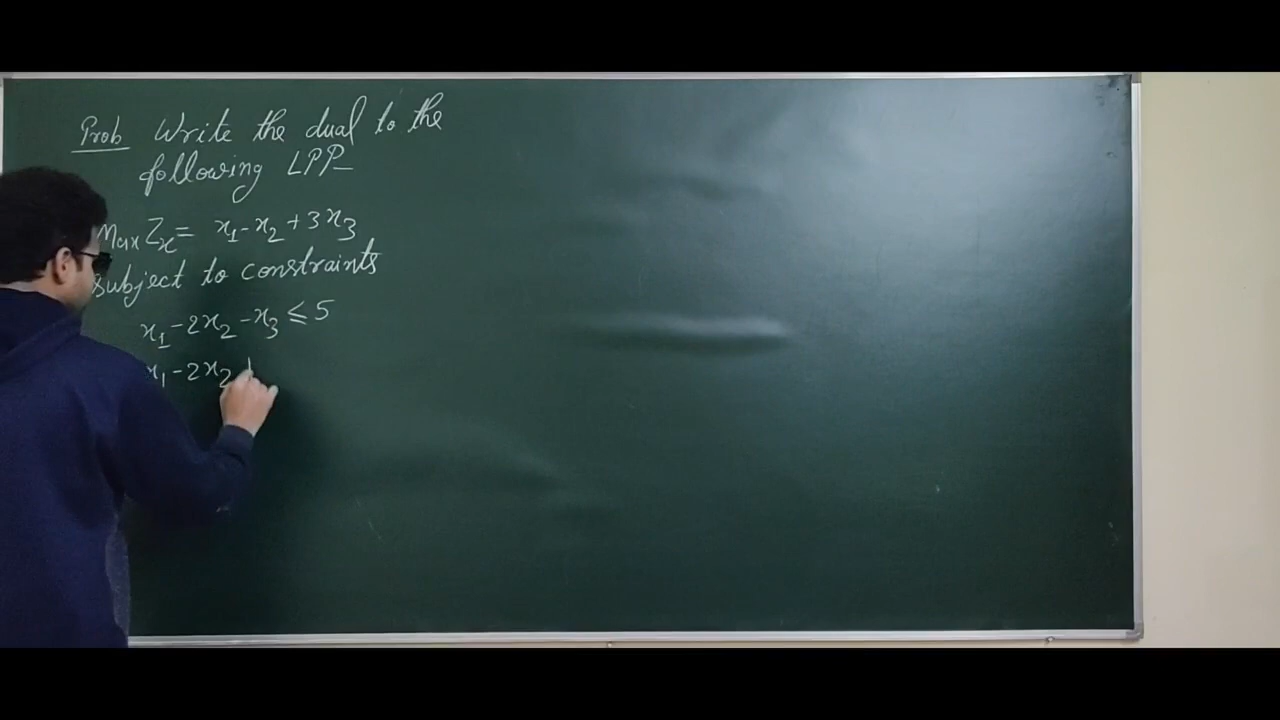 Prob Write the dual to the
following LPP-
Max Zx = x1 - x2 + 3x3
subject to constraints
x1 - 2x2 - x3 ≤ 5
x1 - 2x2